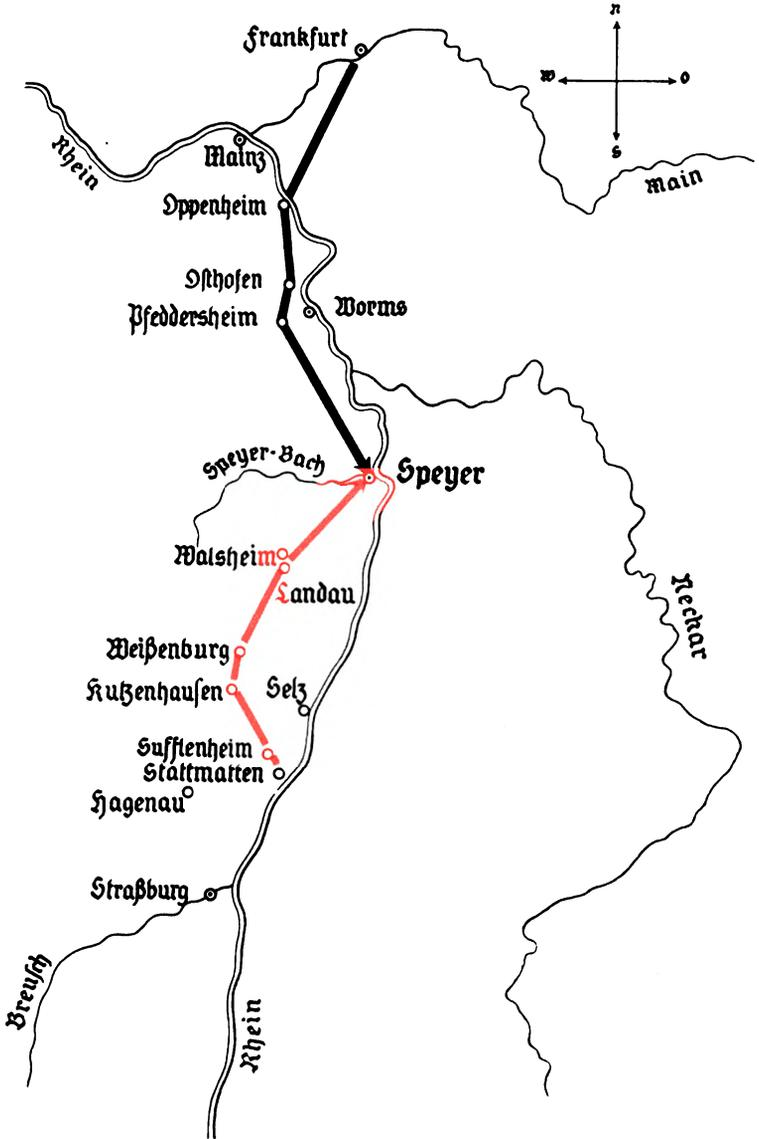 n
Frankfurt
W
O
S
Rhein
Mainz
Main
Oppenheim
Osthofen
Worms
Pfeddersheim
Speyer-Bach
Speyer
Walsheim
Landau
Neckar
Weißenburg
Kutzenhausen
Selz
Sufflenheim
Stattmatten
Hagenau
Straßburg
Breusch
Rhein